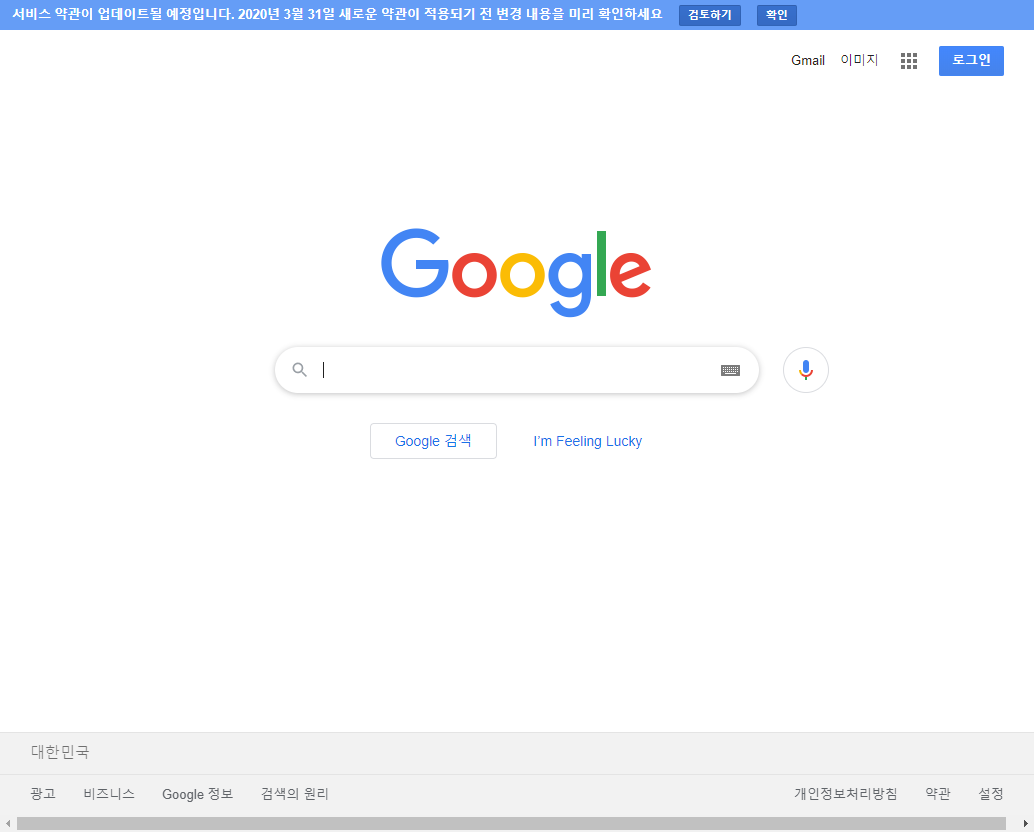 서비스 약관이 업데이트될 예정입니다. 2020년 3월 31일 새로운 약관이 적용되기 전 변경 내용을 미리 확인하세요 검토하기 확인
Gmail 이미지 로그인
Google
Google 검색 I’m Feeling Lucky
대한민국
광고 비즈니스 Google 정보 검색의 원리 개인정보처리방침 약관 설정